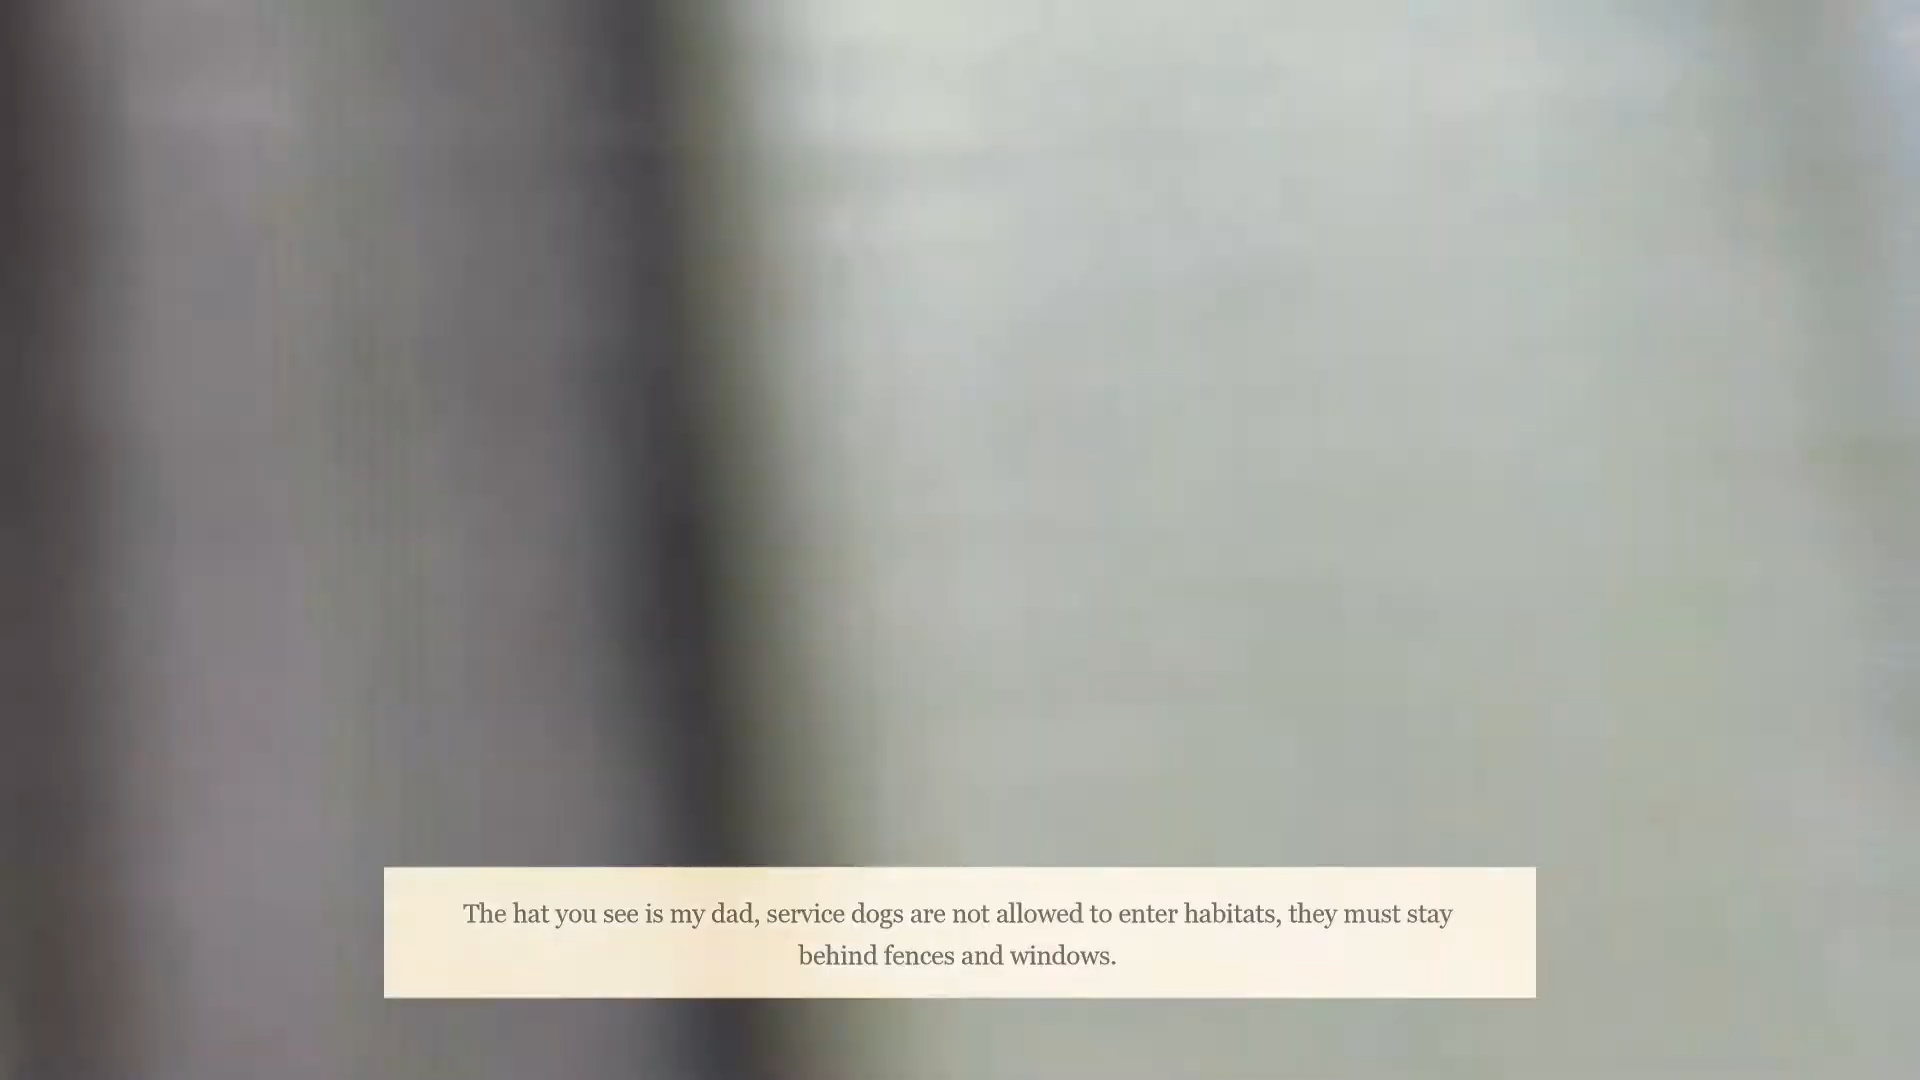 The hat you see is my dad, service dogs are not allowed to enter habitats, they must stay
behind fences and windows.